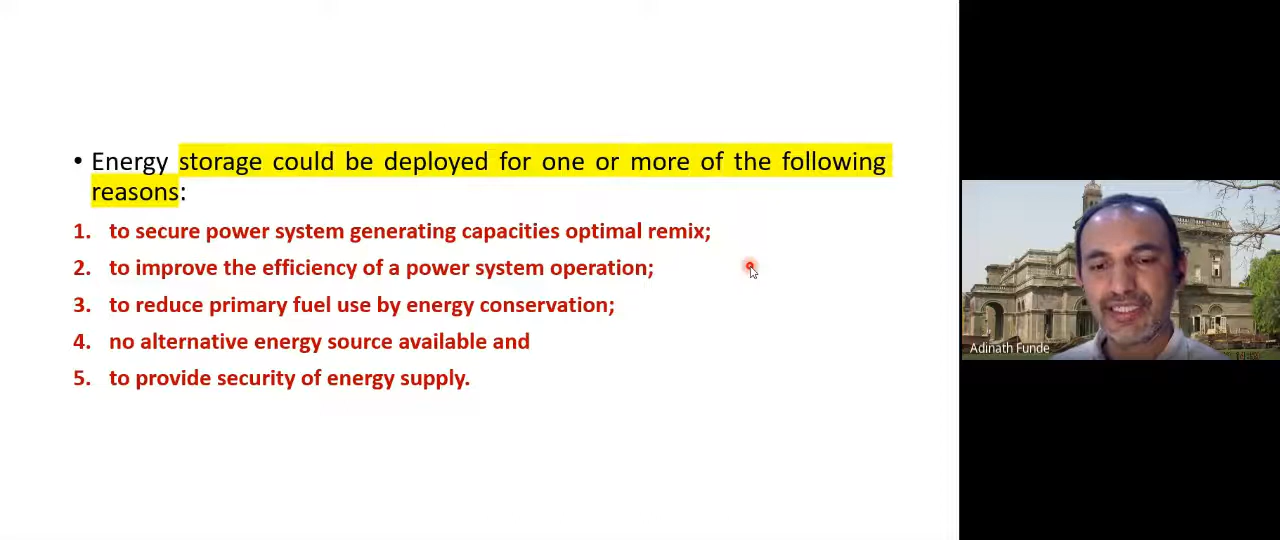 • Energy storage could be deployed for one or more of the following
reasons:
1. to secure power system generating capacities optimal remix;
2. to improve the efficiency of a power system operation;
3. to reduce primary fuel use by energy conservation;
4. no alternative energy source available and
5. to provide security of energy supply.
Adinath Funde